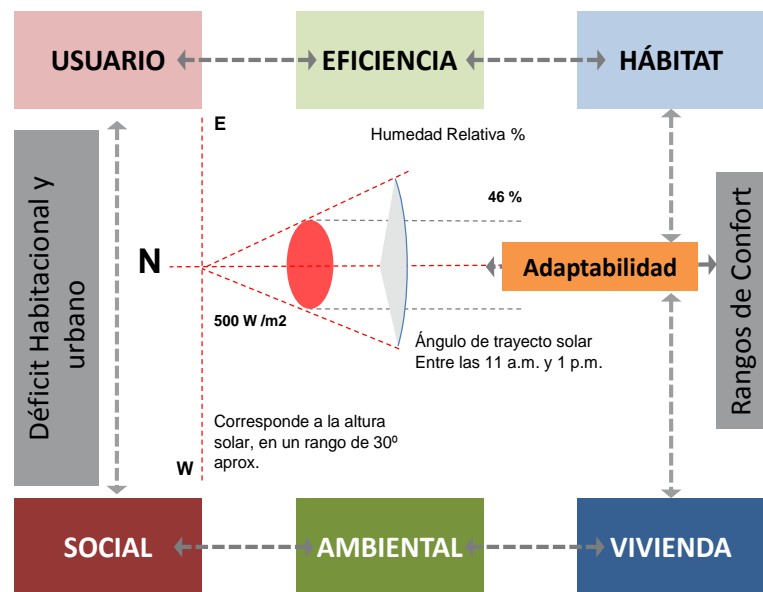 USUARIO
EFICIENCIA
HÁBITAT
Déficit Habitacional y
urbano
E
Humedad Relativa %
46 %
N
Adaptabilidad
Rangos de Confort
500 W /m2
Ángulo de trayecto solar
Entre las 11 a.m. y 1 p.m.
Corresponde a la altura
solar, en un rango de 30º
aprox.
W
SOCIAL
AMBIENTAL
VIVIENDA